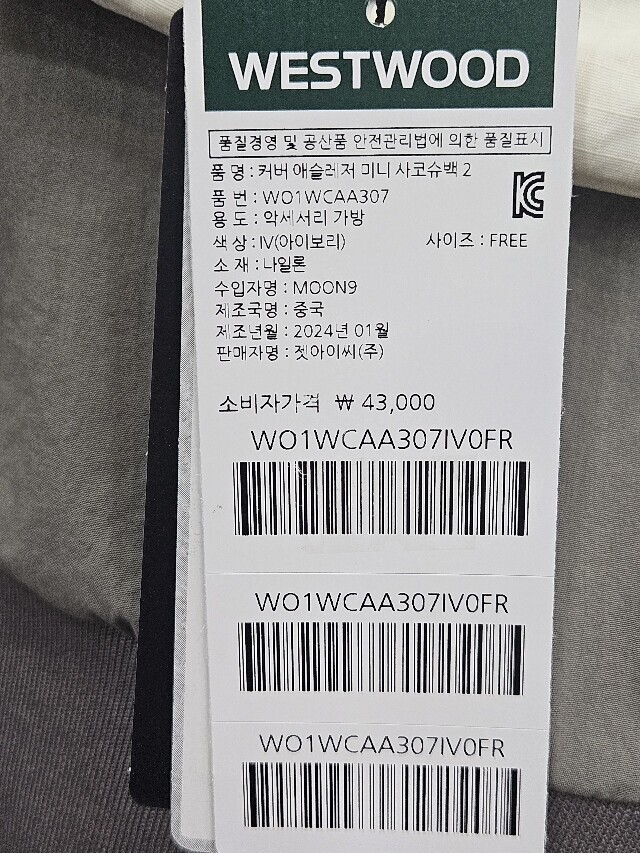 WESTWOOD
품질경영 및 공산품 안전관리법에 의한 품질표시
품 명 : 커버 애슬레저 미니 사코슈백 2
품 번 : WO1WCAA307
용 도 : 악세서리 가방
색 상 : IV(아이보리) 사이즈 : FREE
소 재 : 나일론
수입자명 : MOON9
제조국명 : 중국
제조년월 : 2024년 01월
판매자명 : 젯아이씨(주)
소비자가격 ₩ 43,000
WO1WCAA307IV0FR
WO1WCAA307IV0FR
WO1WCAA307IV0FR